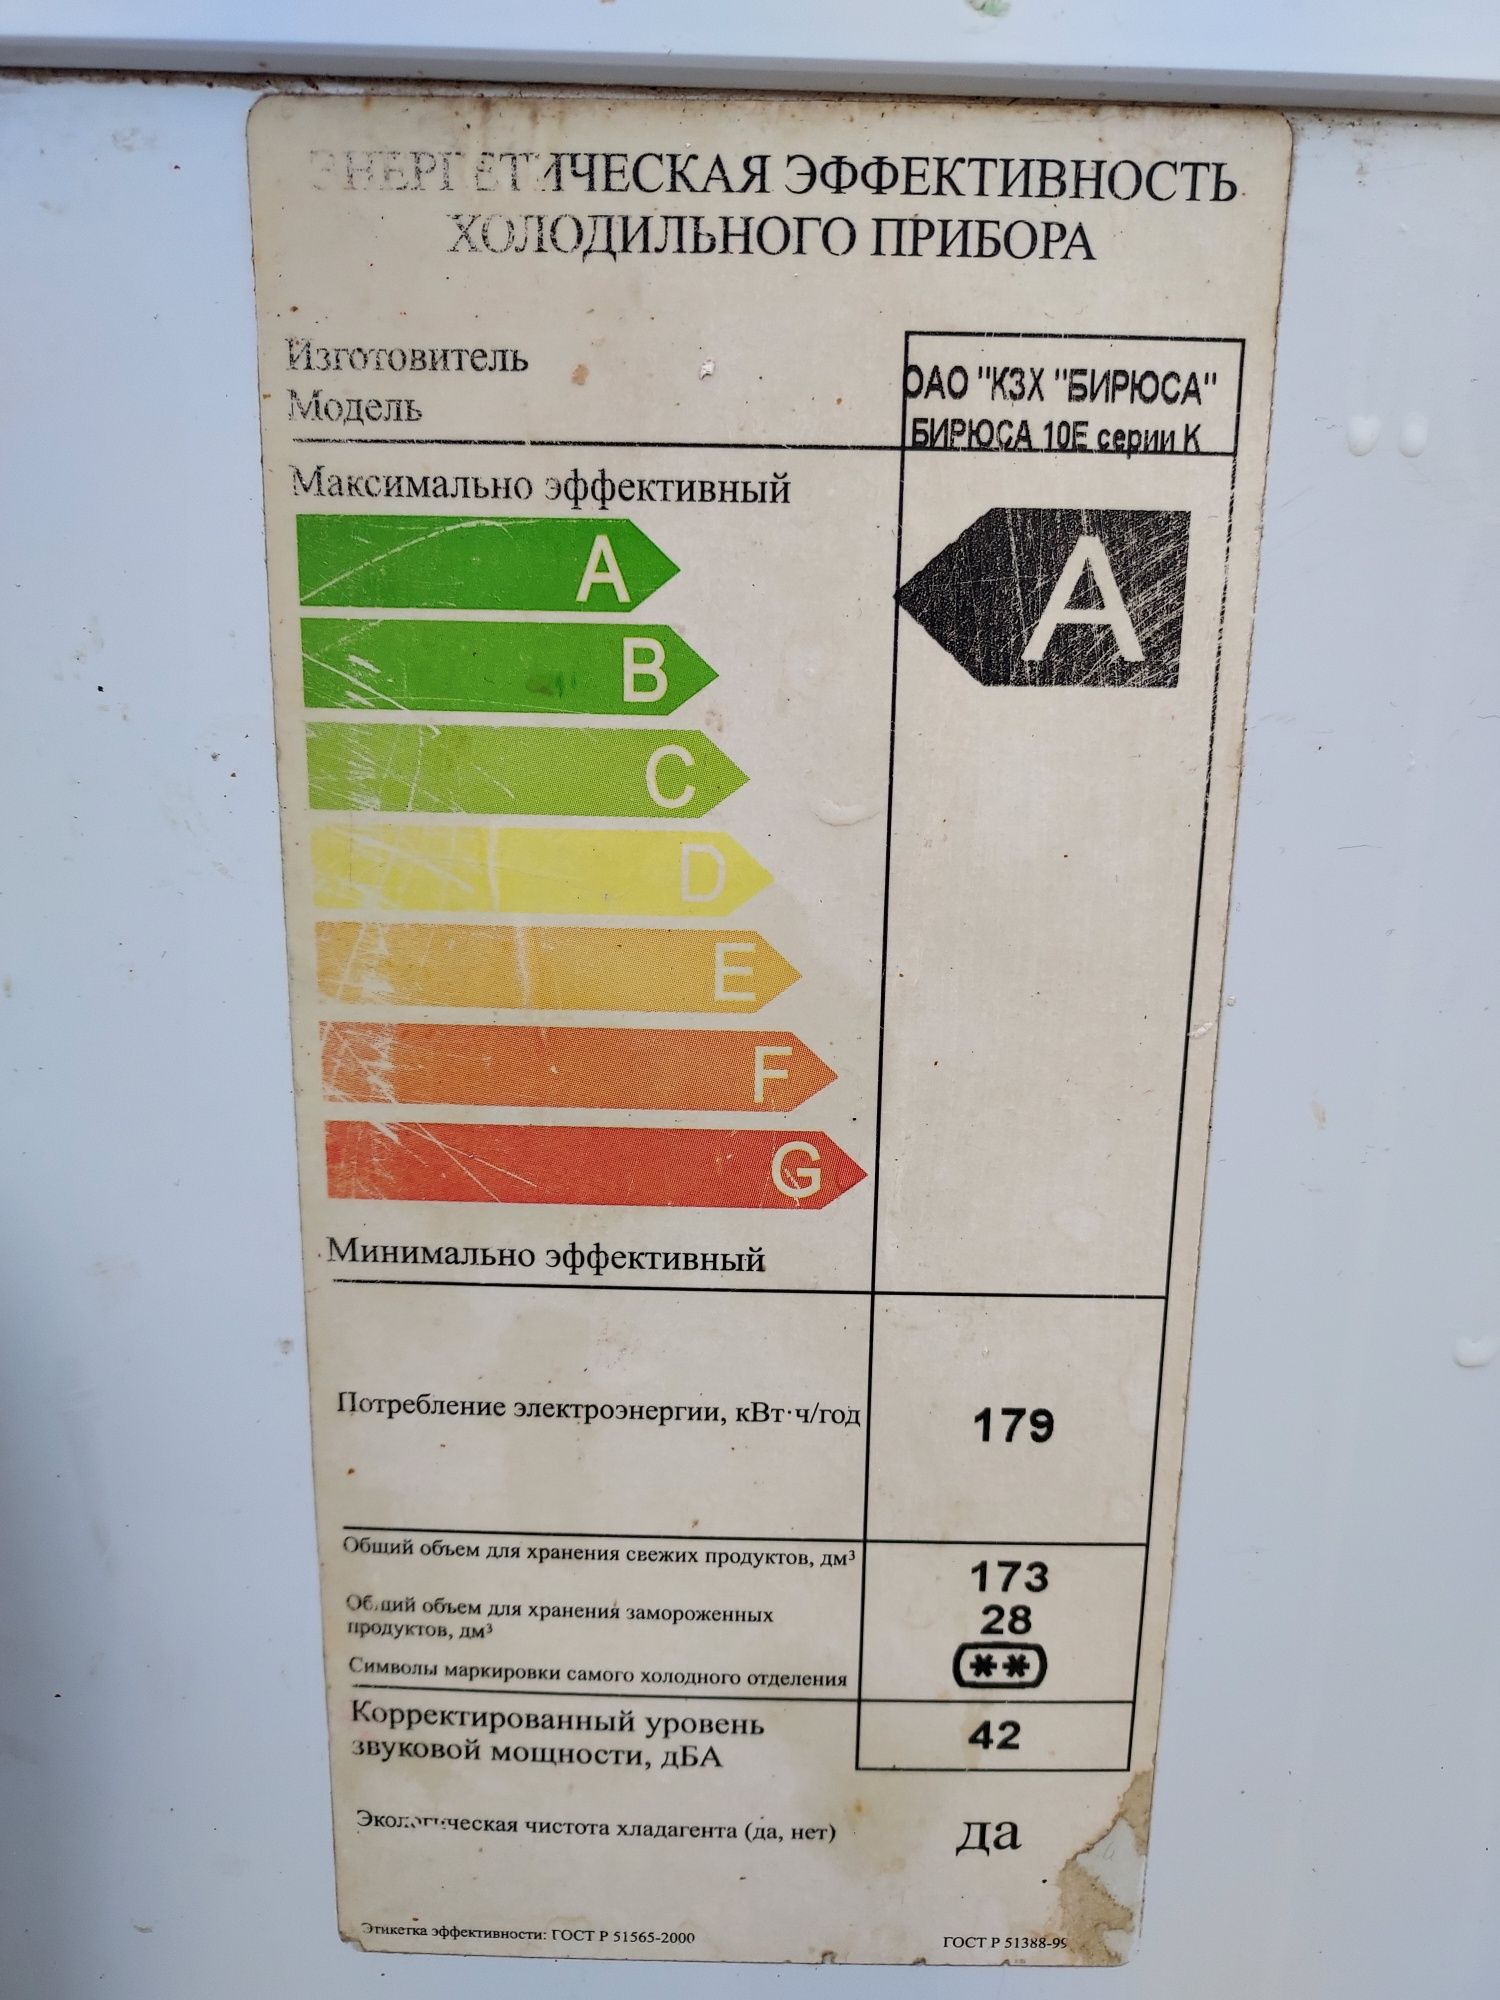 ЭНЕРГЕТИЧЕСКАЯ ЭФФЕКТИВНОСТЬ
ХОЛОДИЛЬНОГО ПРИБОРА
Изготовитель
ОАО "КЗХ "БИРЮСА"
Модель
БИРЮСА 10Е серии К
Максимально эффективный
A
A
B
C
D
E
F
G
Минимально эффективный
Потребление электроэнергии, кВт·ч/год
179
Общий объем для хранения свежих продуктов, дм³
173
Общий объем для хранения замороженных
продуктов, дм³
28
Символы маркировки самого холодного отделения
**
Корректированный уровень
звуковой мощности, дБА
42
Экологическая чистота хладагента (да, нет)
да
Этикетка эффективности: ГОСТ Р 51565-2000
ГОСТ Р 51388-99